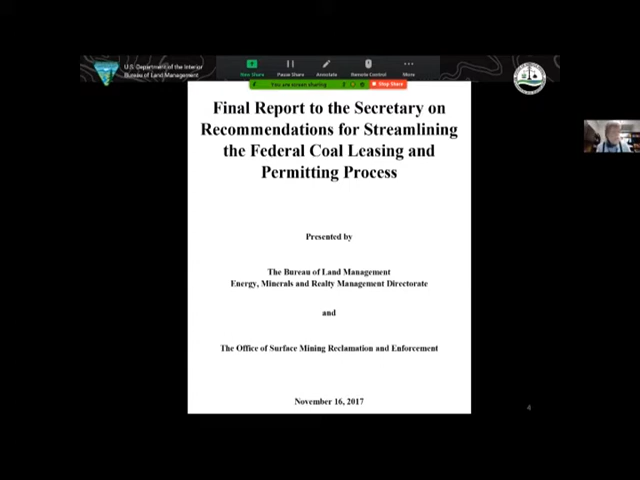 U.S. Department of the Interior
Bureau of Land Management
New Share
Pause Share
Annotate
Remote Control
More
You are screen sharing
Stop Share
Final Report to the Secretary on
Recommendations for Streamlining
the Federal Coal Leasing and
Permitting Process
Presented by
The Bureau of Land Management
Energy, Minerals and Realty Management Directorate
and
The Office of Surface Mining Reclamation and Enforcement
November 16, 2017
4